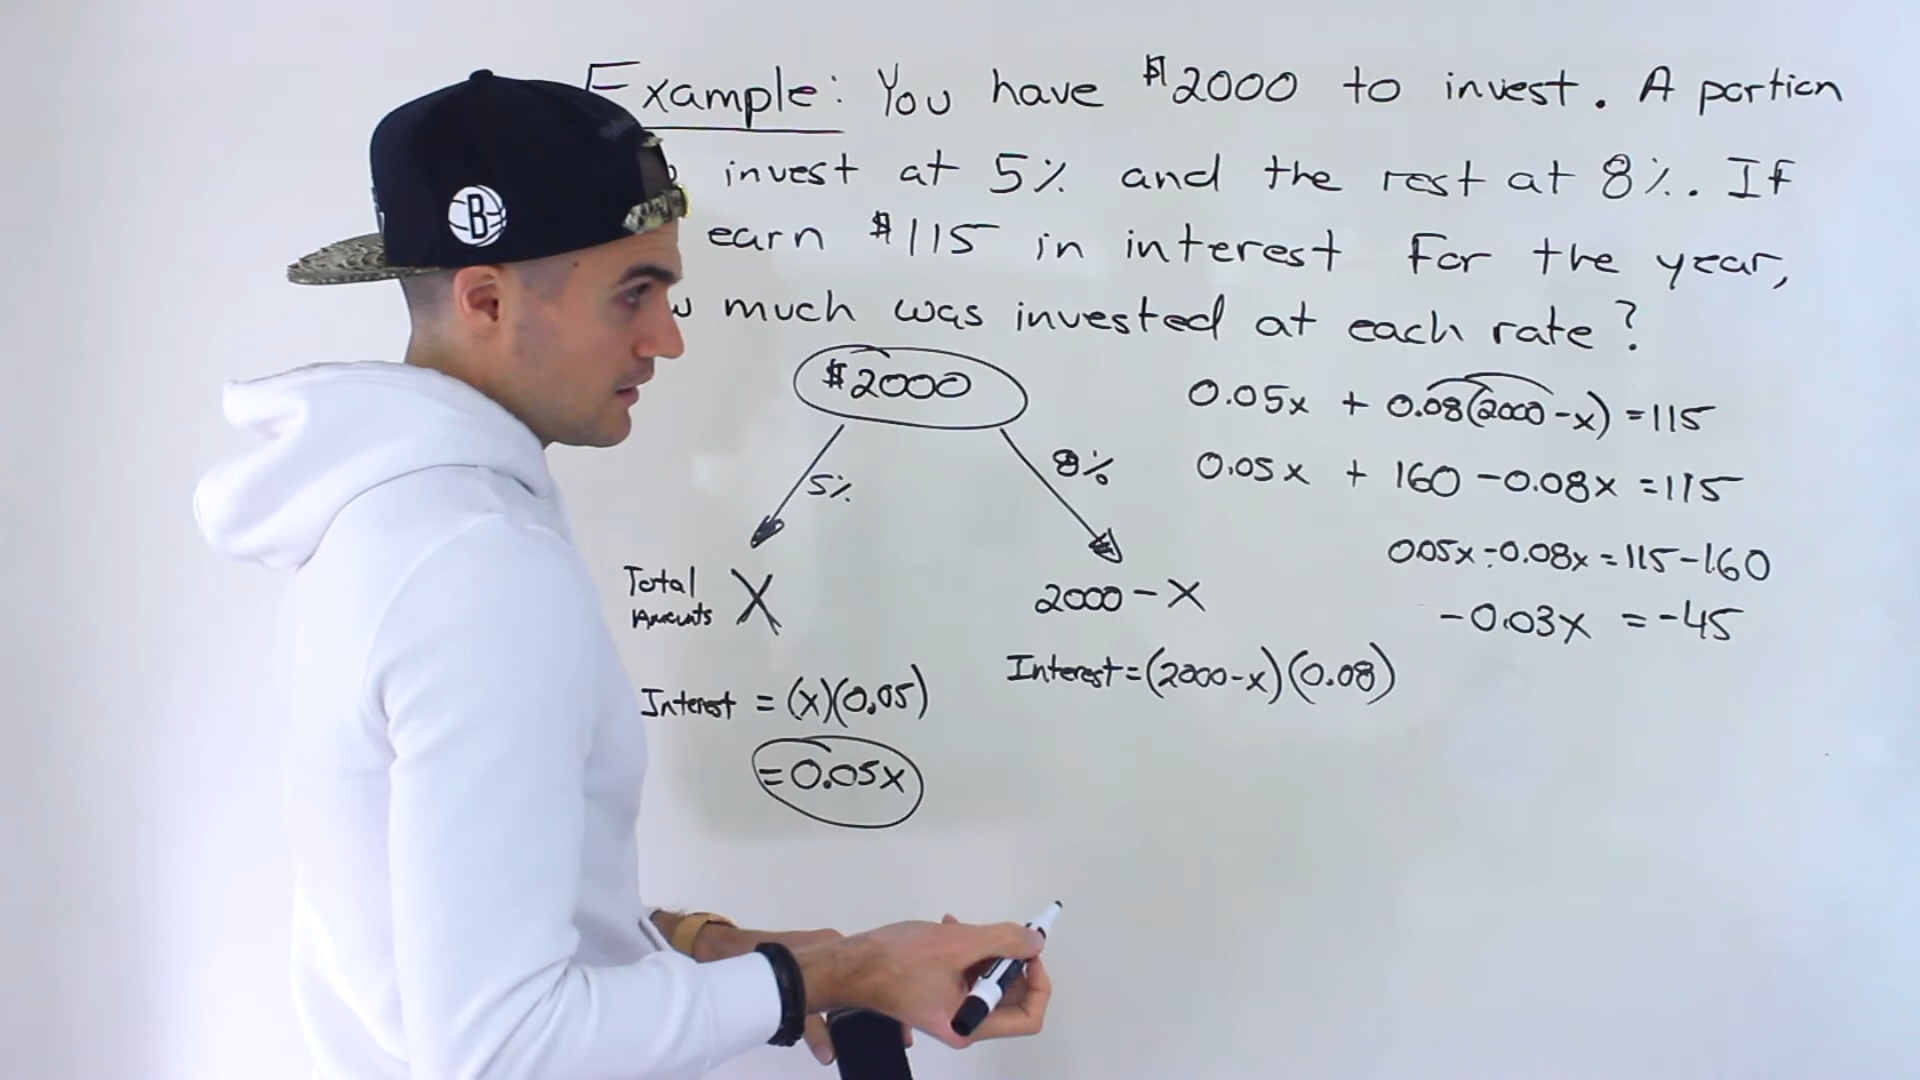 Example: You have $2000 to invest. A portion
invest at 5% and the rest at 8%. If
earn $115 in interest for the year,
much was invested at each rate?
$2000
5%
8%
Total
Amounts X
2000 - X
Interest = (x)(0.05)
= 0.05x
Interest = (2000-x)(0.08)
0.05x + 0.08(2000 - x) = 115
0.05x + 160 - 0.08x = 115
0.05x - 0.08x = 115 - 160
-0.03x = -45
B